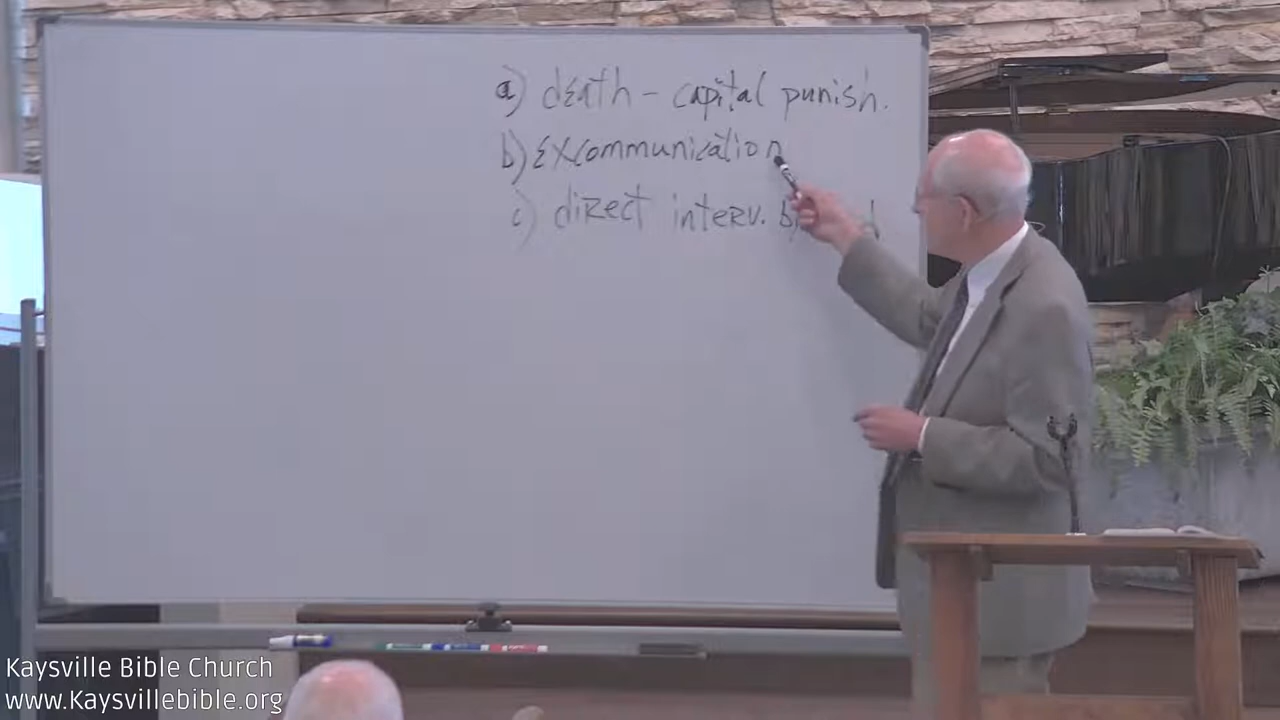 a) death - capital punish.
b) Excommunication
c) direct interv.
Kaysville Bible Church
www.Kaysvillebible.org